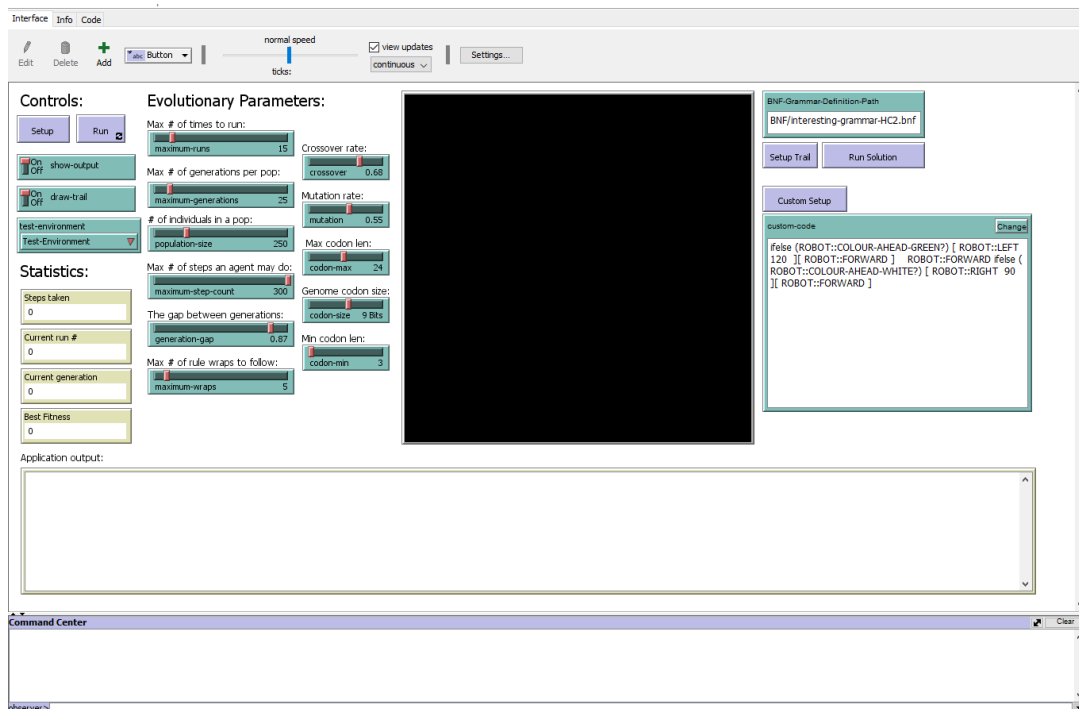 Interface Info Code
Edit Delete Add abc Button normal speed ticks: view updates continuous Settings...
Controls:
Setup Run
On Off show-output
On Off draw-trail
test-environment
Test-Environment
Statistics:
Steps taken
0
Current run #
0
Current generation
0
Best Fitness
0
Evolutionary Parameters:
Max # of times to run:
maximum-runs 15
Max # of generations per pop:
maximum-generations 25
# of individuals in a pop:
population-size 250
Max # of steps an agent may do:
maximum-step-count 300
The gap between generations:
generation-gap 0.87
Max # of rule wraps to follow:
maximum-wraps 5
Crossover rate:
crossover 0.68
Mutation rate:
mutation 0.55
Max codon len:
codon-max 24
Genome codon size:
codon-size 9 Bits
Min codon len:
codon-min 3
BNF-Grammar-Definition-Path
BNF/interesting-grammar-HC2.bnf
Setup Trail Run Solution
Custom Setup
custom-code Change
ifelse (ROBOT::COLOUR-AHEAD-GREEN?) [ ROBOT::LEFT
120 ][ ROBOT::FORWARD ] ROBOT::FORWARD ifelse (
ROBOT::COLOUR-AHEAD-WHITE?) [ ROBOT::RIGHT 90
][ ROBOT::FORWARD ]
Application output:
Command Center Clear
observer>